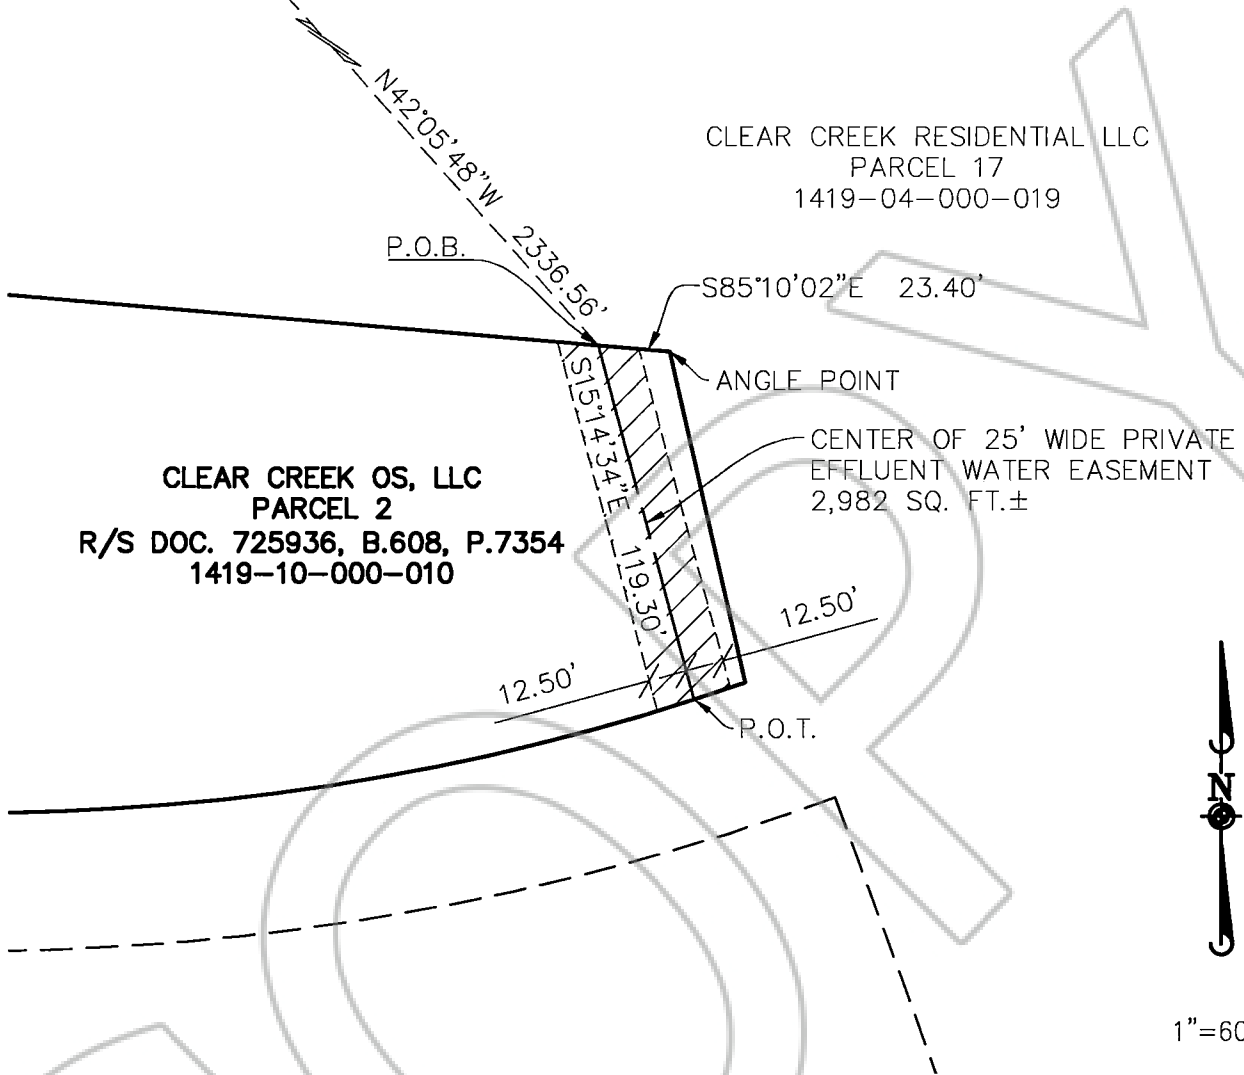 N42°05'48"W 2336.56'
CLEAR CREEK RESIDENTIAL LLC
PARCEL 17
1419-04-000-019
P.O.B.
S85°10'02"E 23.40'
ANGLE POINT
S15°14'34"E 119.30'
CENTER OF 25' WIDE PRIVATE
EFFLUENT WATER EASEMENT
2,982 SQ. FT.±
CLEAR CREEK OS, LLC
PARCEL 2
R/S DOC. 725936, B.608, P.7354
1419-10-000-010
12.50'
12.50'
P.O.T.
N
1"=60